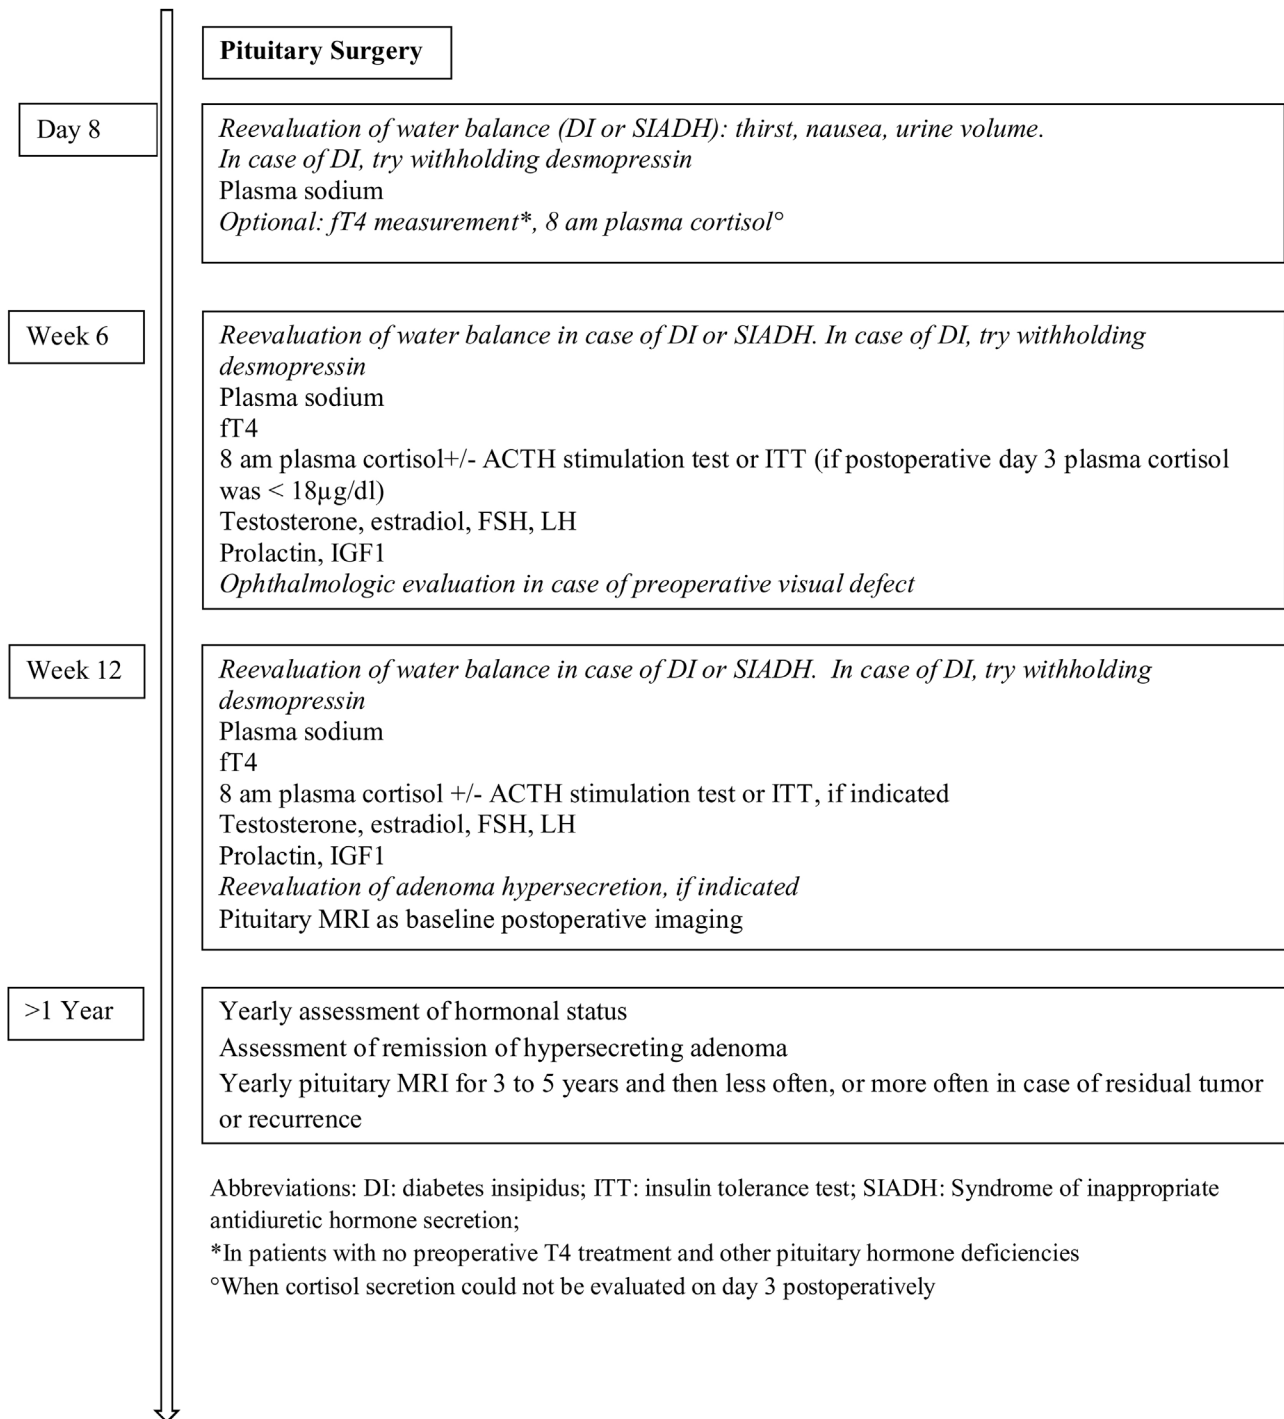 Pituitary Surgery
Day 8
Reevaluation of water balance (DI or SIADH): thirst, nausea, urine volume.
In case of DI, try withholding desmopressin
Plasma sodium
Optional: fT4 measurement*, 8 am plasma cortisol°
Week 6
Reevaluation of water balance in case of DI or SIADH. In case of DI, try withholding
desmopressin
Plasma sodium
fT4
8 am plasma cortisol+/- ACTH stimulation test or ITT (if postoperative day 3 plasma cortisol
was < 18µg/dl)
Testosterone, estradiol, FSH, LH
Prolactin, IGF1
Ophthalmologic evaluation in case of preoperative visual defect
Week 12
Reevaluation of water balance in case of DI or SIADH. In case of DI, try withholding
desmopressin
Plasma sodium
fT4
8 am plasma cortisol +/- ACTH stimulation test or ITT, if indicated
Testosterone, estradiol, FSH, LH
Prolactin, IGF1
Reevaluation of adenoma hypersecretion, if indicated
Pituitary MRI as baseline postoperative imaging
>1 Year
Yearly assessment of hormonal status
Assessment of remission of hypersecreting adenoma
Yearly pituitary MRI for 3 to 5 years and then less often, or more often in case of residual tumor
or recurrence
Abbreviations: DI: diabetes insipidus; ITT: insulin tolerance test; SIADH: Syndrome of inappropriate
antidiuretic hormone secretion;
*In patients with no preoperative T4 treatment and other pituitary hormone deficiencies
°When cortisol secretion could not be evaluated on day 3 postoperatively